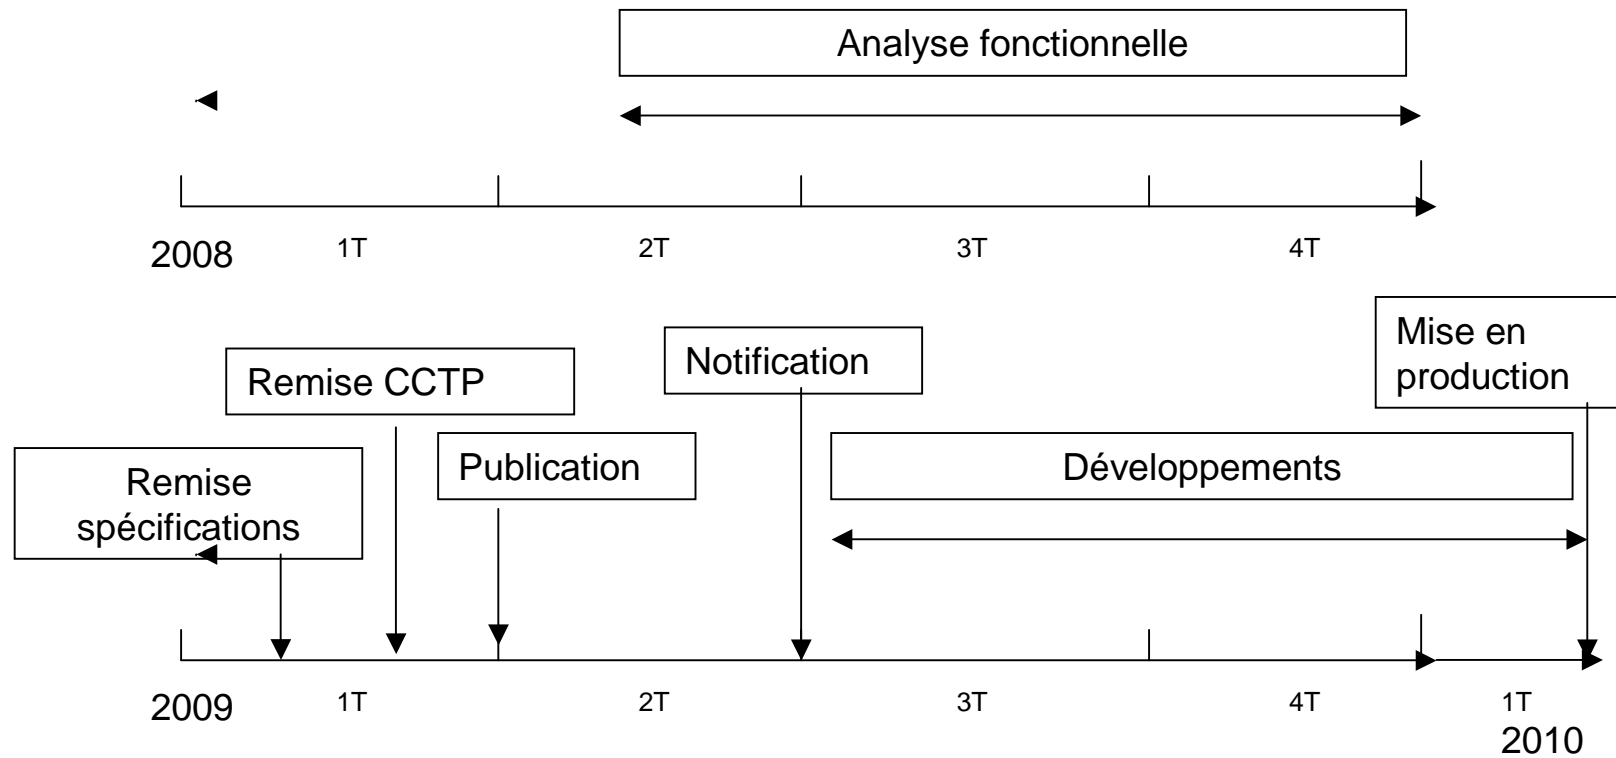 Analyse fonctionnelle
2008
1T
2T
3T
4T
Mise en
production
Notification
Remise CCTP
Publication
Développements
Remise
spécifications
2009
1T
2T
3T
4T
1T
2010